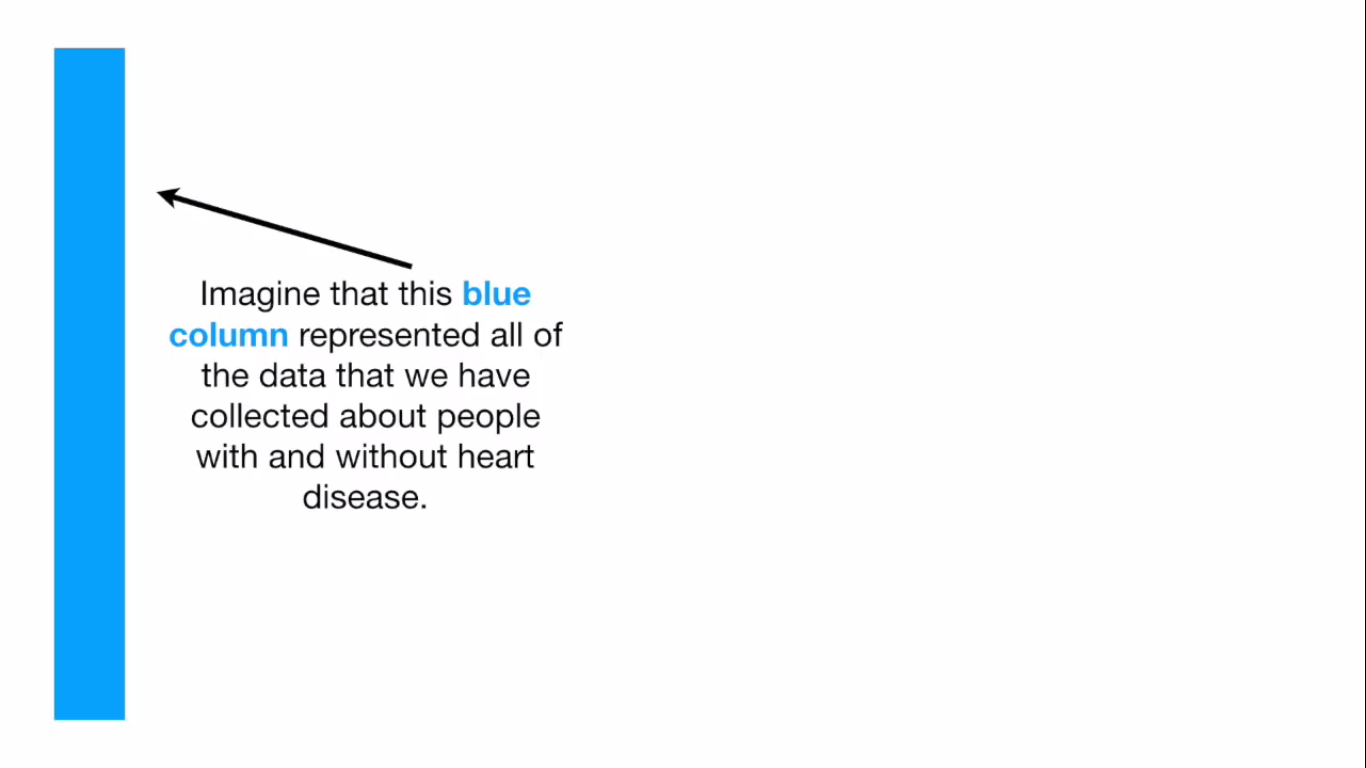 Imagine that this blue
column represented all of
the data that we have
collected about people
with and without heart
disease.